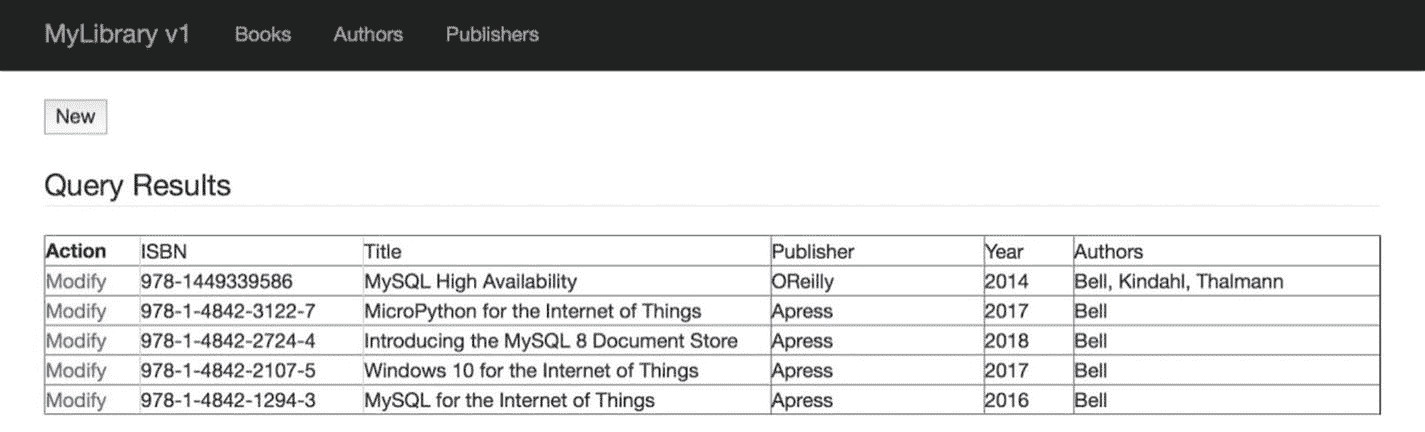 MyLibrary v1 Books Authors Publishers
New
Query Results
Action ISBN Title Publisher Year Authors
Modify 978-1449339586 MySQL High Availability OReilly 2014 Bell, Kindahl, Thalmann
Modify 978-1-4842-3122-7 MicroPython for the Internet of Things Apress 2017 Bell
Modify 978-1-4842-2724-4 Introducing the MySQL 8 Document Store Apress 2018 Bell
Modify 978-1-4842-2107-5 Windows 10 for the Internet of Things Apress 2017 Bell
Modify 978-1-4842-1294-3 MySQL for the Internet of Things Apress 2016 Bell